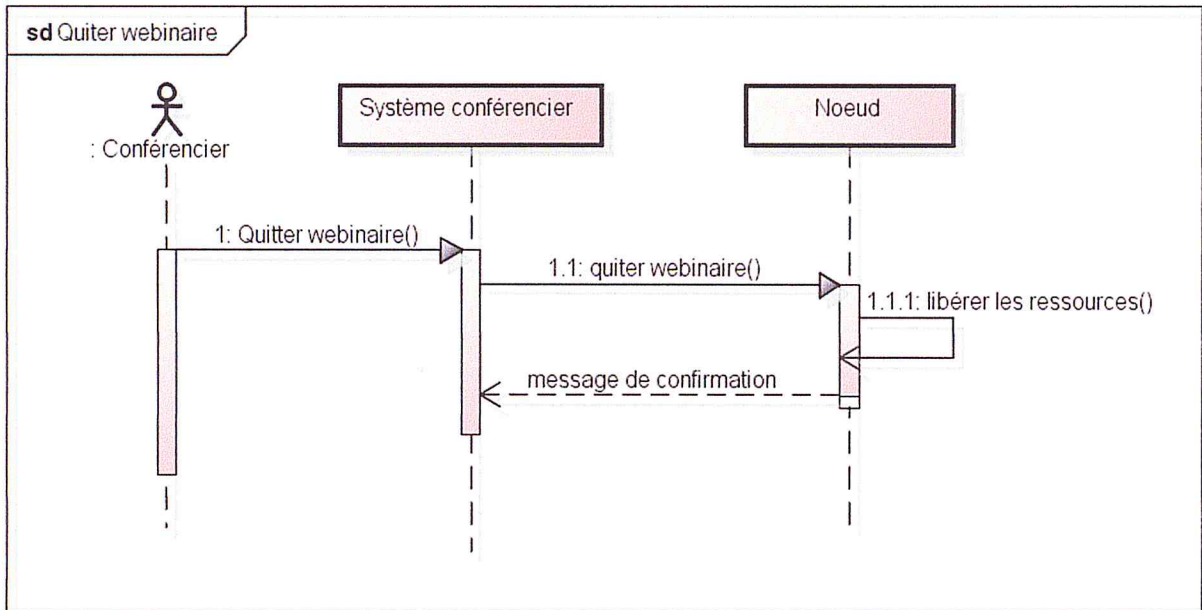 sd Quiter webinaire
: Conférencier
Système conférencier
Noeud
1: Quitter webinaire()
1.1: quiter webinaire()
1.1.1: libérer les ressources()
message de confirmation